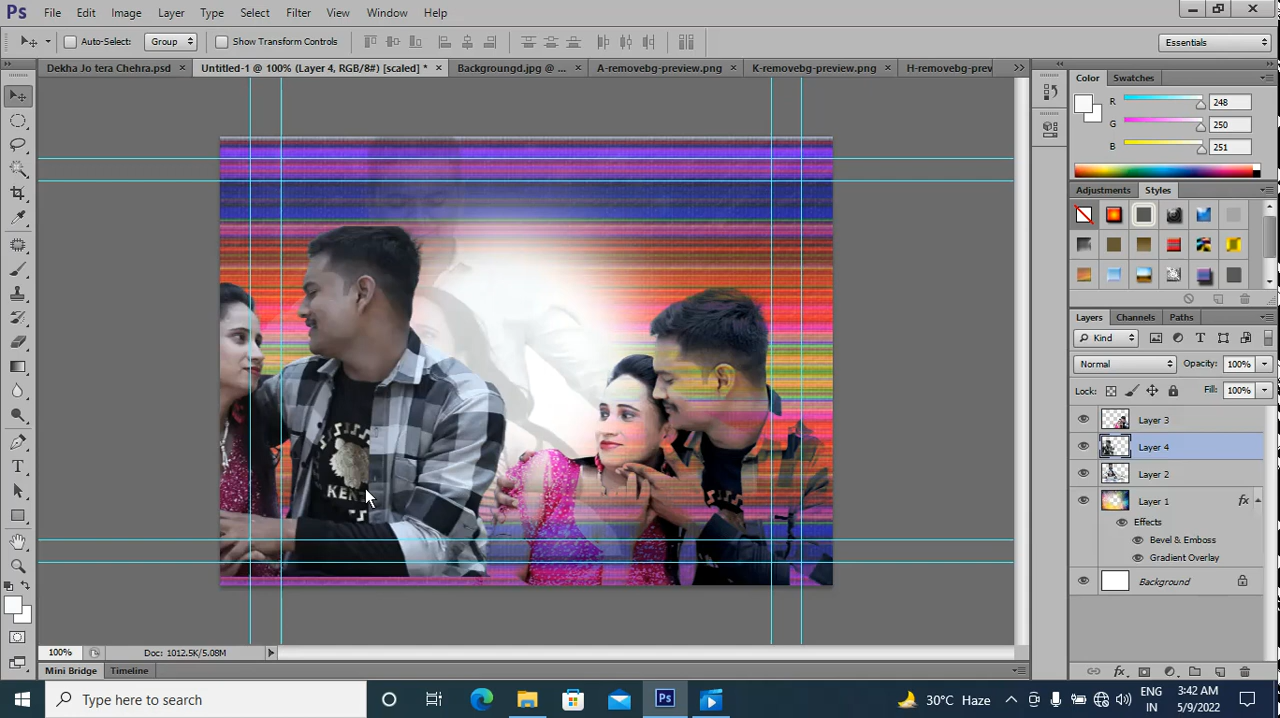 Ps File Edit Image Layer Type Select Filter View Window Help
Auto-Select: Group Show Transform Controls Essentials
Dekha Jo tera Chehra.psd × Untitled-1 @ 100% (Layer 4, RGB/8#) [scaled] * × Backgroungd.jpg @ ... × A-removebg-preview.png × K-removebg-preview.png × H-removebg-prev
Color Swatches
R 248
G 250
B 251
Adjustments Styles
Layers Channels Paths
Kind
Normal Opacity: 100%
Lock: Fill: 100%
Layer 3
Layer 4
Layer 2
Layer 1 fx
Effects
Bevel & Emboss
Gradient Overlay
Background
KEN
100% Doc: 1012.5K/5.08M
Mini Bridge Timeline
Type here to search
Ps
30°C Haze
ENG
IN
3:42 AM
5/9/2022